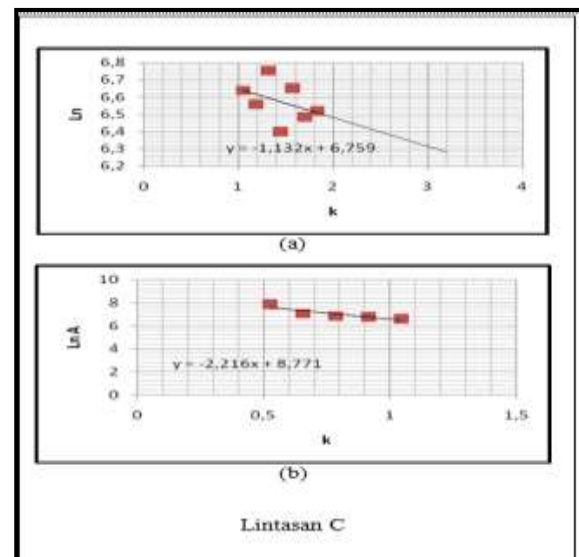 6,8
6,7
6,6
6,5
6,4
6,3
6,2
Ln
y = -1,132x + 6,759
0 1 2 3 4
k
(a)
10
8
6
4
2
0
Ln A
y = -2,216x + 8,771
0 0,5 1 1,5
k
(b)
Lintasan C